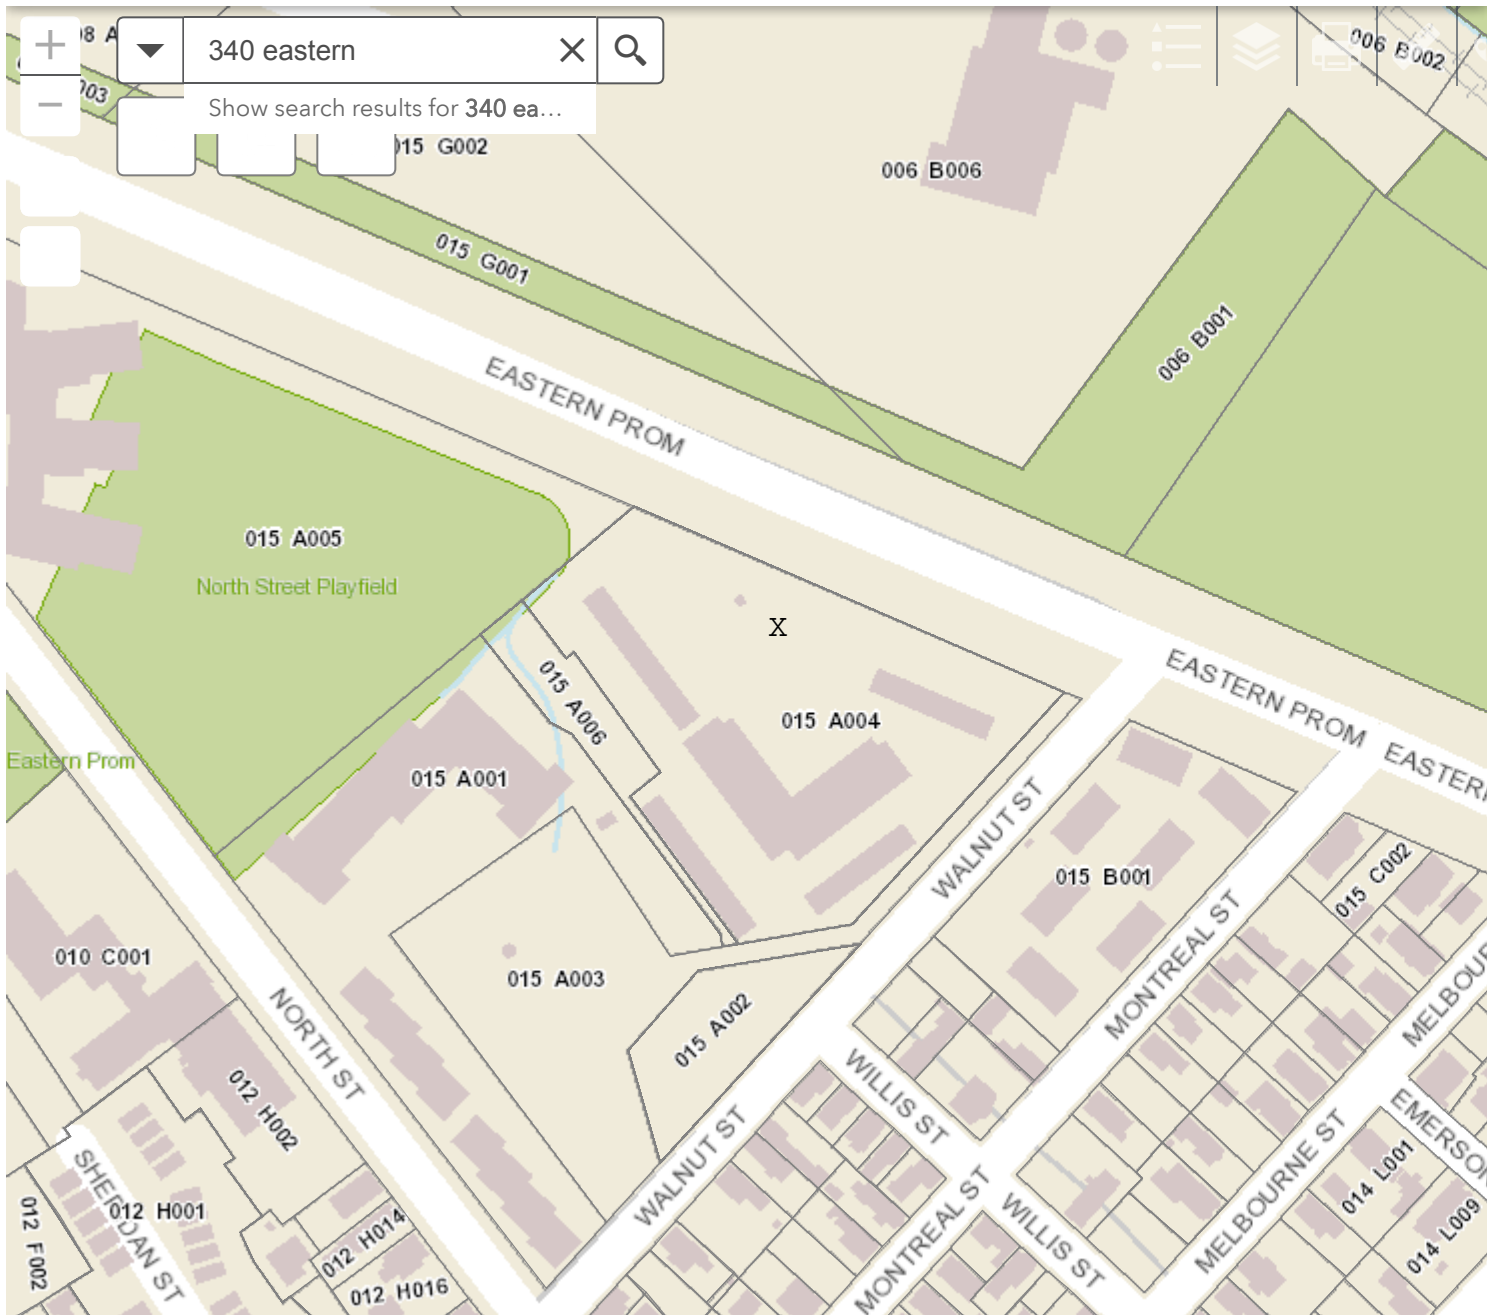 340 eastern
Show search results for 340 ea...
015 G002
006 B002
006 B006
015 G001
006 B001
EASTERN PROM
015 A005
North Street Playfield
X
015 A006
015 A004
EASTERN PROM
EASTERN
Eastern Prom
015 A001
WALNUT ST
015 B001
015 C002
010 C001
015 A003
MONTREAL ST
MELBOUR
NORTH ST
015 A002
012 H002
WILLIS ST
EMERSON
WALNUT ST
MELBOURNE ST
014 L001
SHERIDAN ST
012 H001
012 F002
012 H014
MONTREAL ST
WILLIS ST
014 L009
012 H016